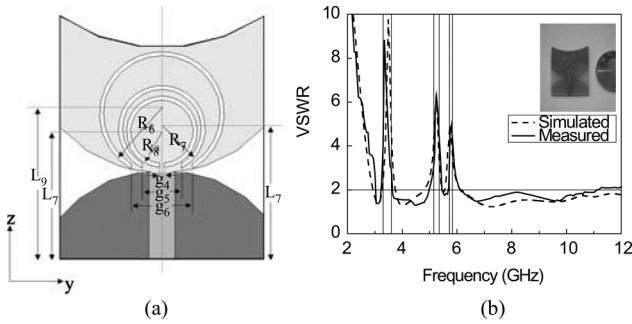 R6
R8
R7
L9
L7
g4
g5
g6
L7
z
y
(a)
10
8
6
4
2
0
VSWR
Simulated
Measured
2 4 6 8 10 12
Frequency (GHz)
(b)